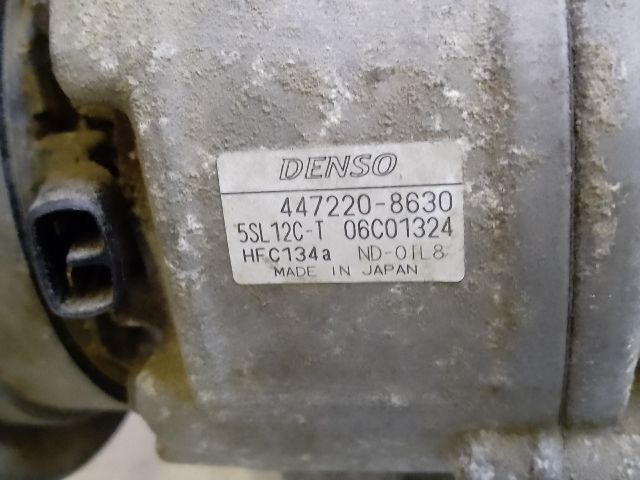 DENSO
447220-8630
5SL12C-T 06C01324
HFC134a ND-OIL8
MADE IN JAPAN